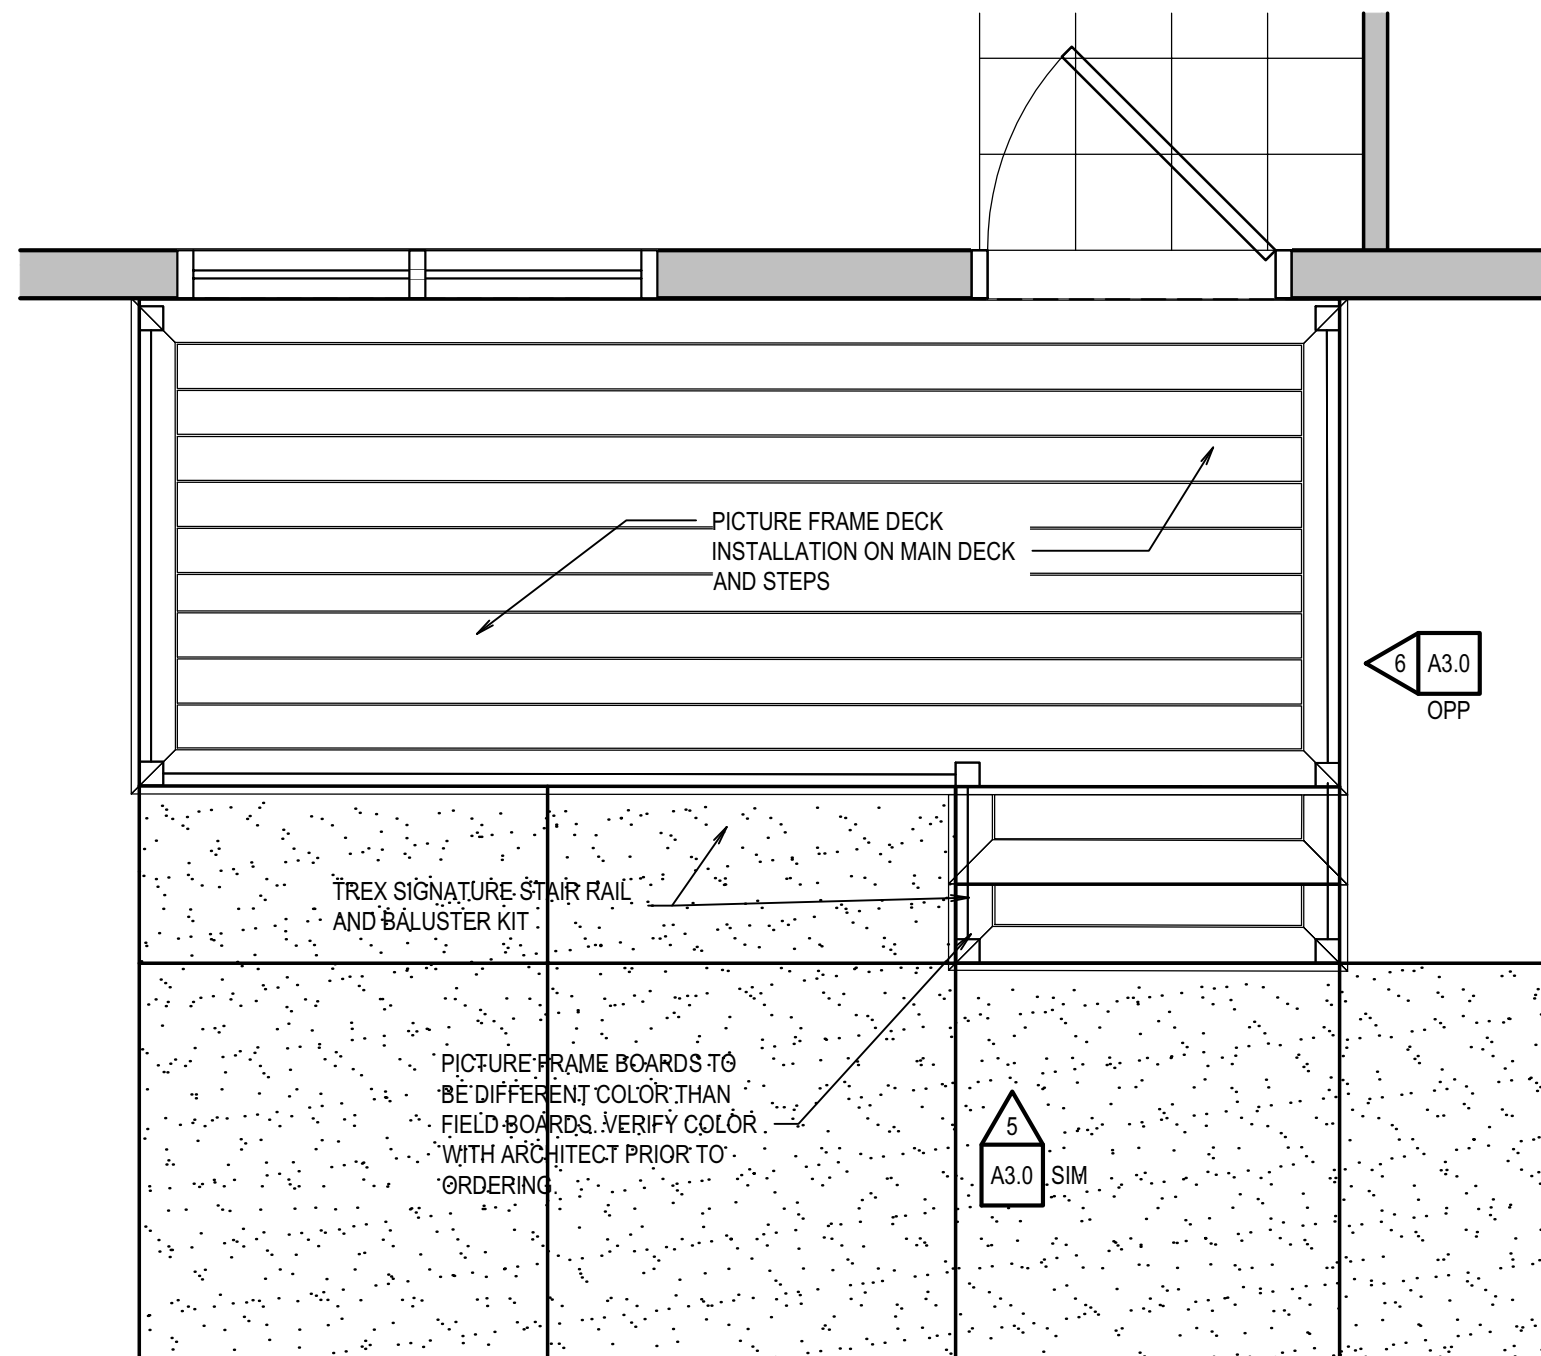 PICTURE FRAME DECK
INSTALLATION ON MAIN DECK
AND STEPS
6 A3.0
OPP
TREX SIGNATURE STAIR RAIL
AND BALUSTER KIT
PICTURE FRAME BOARDS TO
BE DIFFERENT COLOR THAN
FIELD BOARDS. VERIFY COLOR
WITH ARCHITECT PRIOR TO
ORDERING.
5
A3.0 SIM